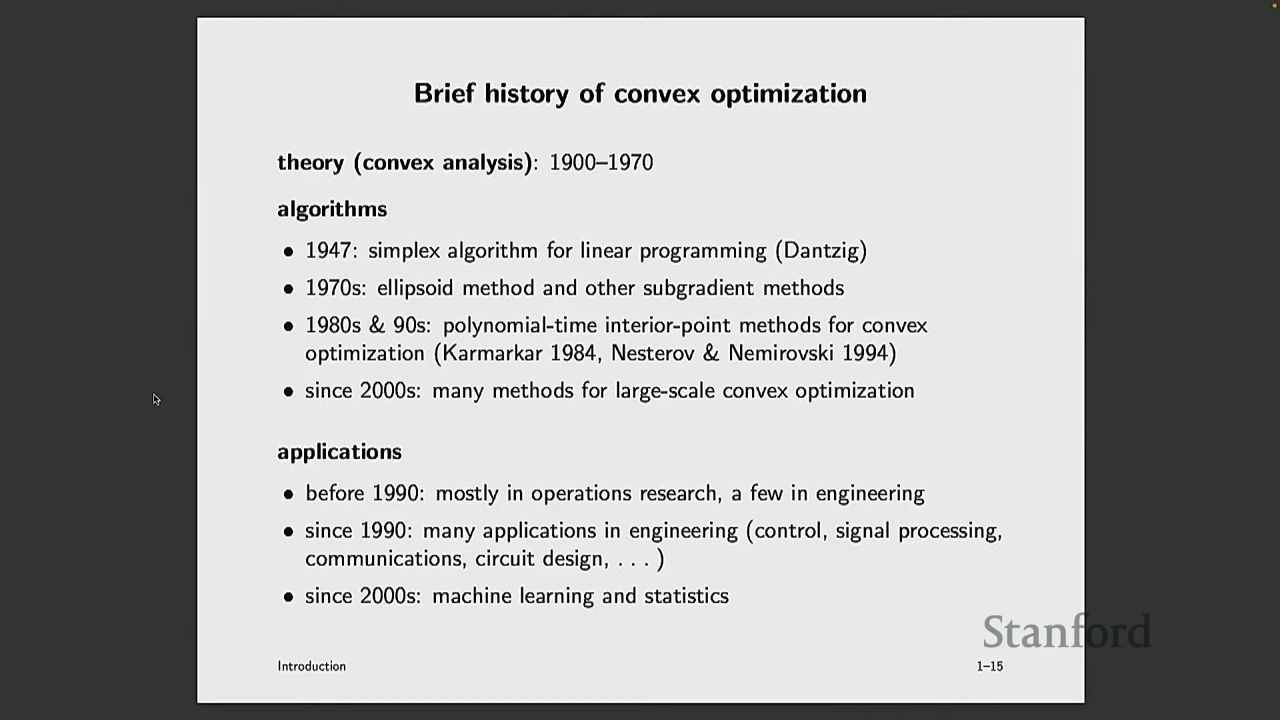 Brief history of convex optimization
theory (convex analysis): 1900–1970
algorithms
• 1947: simplex algorithm for linear programming (Dantzig)
• 1970s: ellipsoid method and other subgradient methods
• 1980s & 90s: polynomial-time interior-point methods for convex
optimization (Karmarkar 1984, Nesterov & Nemirovski 1994)
• since 2000s: many methods for large-scale convex optimization
applications
• before 1990: mostly in operations research, a few in engineering
• since 1990: many applications in engineering (control, signal processing,
communications, circuit design, . . . )
• since 2000s: machine learning and statistics
Stanford
Introduction
1–15